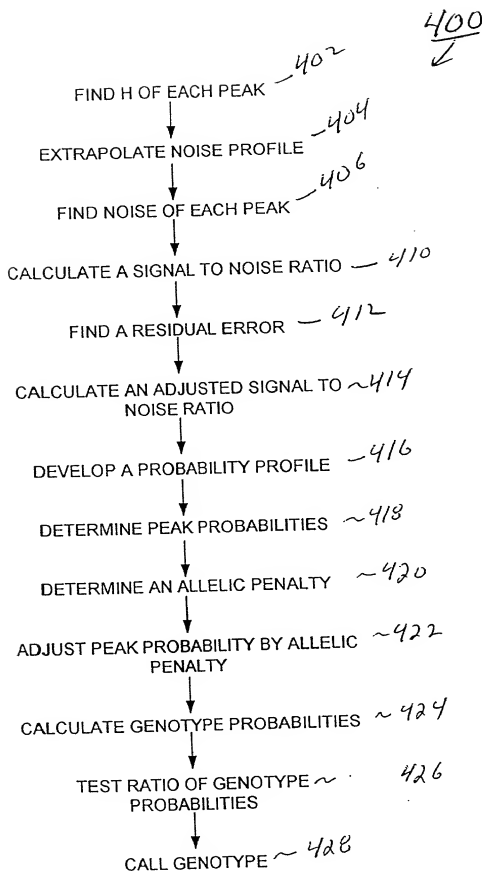 400
FIND H OF EACH PEAK 402
EXTRAPOLATE NOISE PROFILE 404
FIND NOISE OF EACH PEAK 406
CALCULATE A SIGNAL TO NOISE RATIO 410
FIND A RESIDUAL ERROR 412
CALCULATE AN ADJUSTED SIGNAL TO 414
NOISE RATIO
DEVELOP A PROBABILITY PROFILE 416
DETERMINE PEAK PROBABILITIES 418
DETERMINE AN ALLELIC PENALTY 420
ADJUST PEAK PROBABILITY BY ALLELIC 422
PENALTY
CALCULATE GENOTYPE PROBABILITIES 424
TEST RATIO OF GENOTYPE 426
PROBABILITIES
CALL GENOTYPE 428